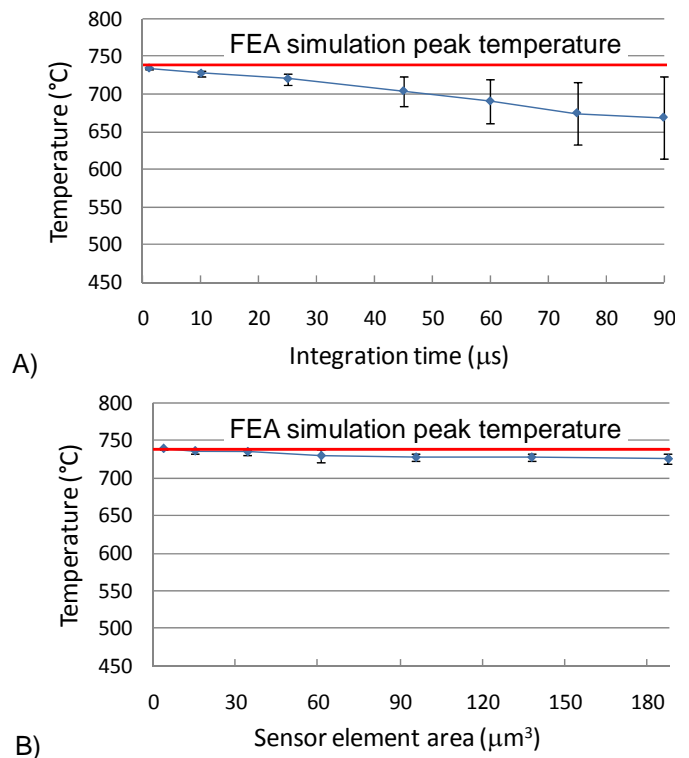 800
FEA simulation peak temperature
750
700
650
600
550
500
450
Temperature (°C)
0 10 20 30 40 50 60 70 80 90
Integration time (μs)
A)
800
FEA simulation peak temperature
750
700
650
600
550
500
450
Temperature (°C)
0 30 60 90 120 150 180
Sensor element area (μm³)
B)